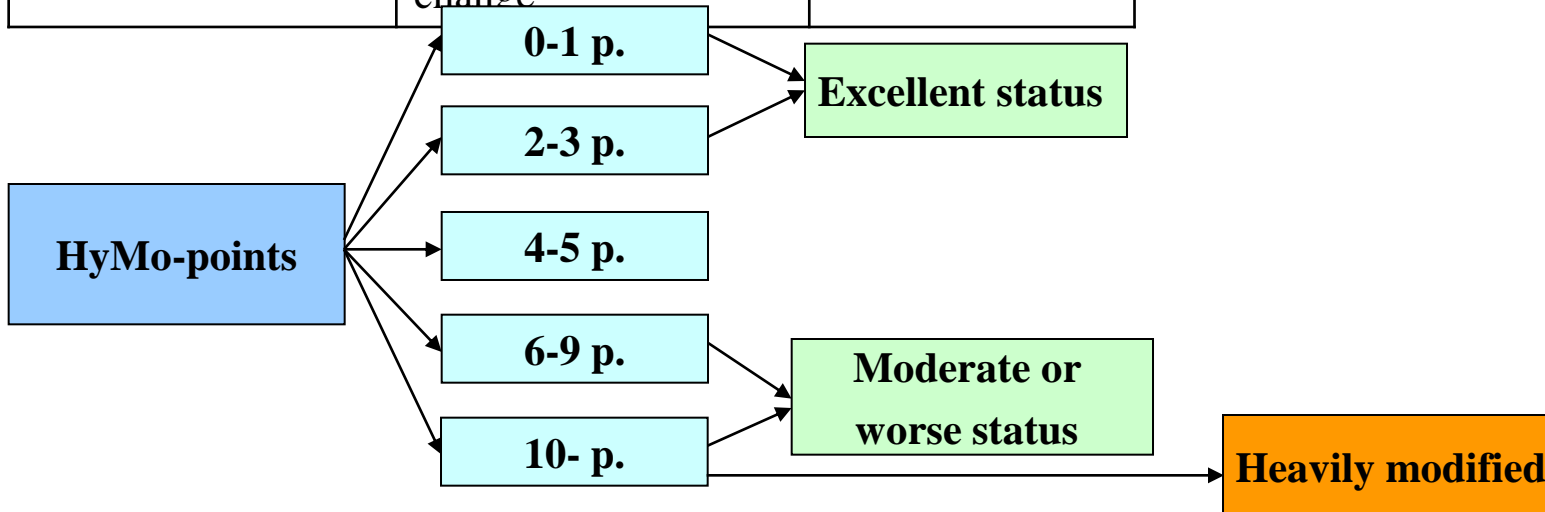 change
0-1 p.
Excellent status
2-3 p.
HyMo-points
4-5 p.
6-9 p.
Moderate or
worse status
10- p.
Heavily modified